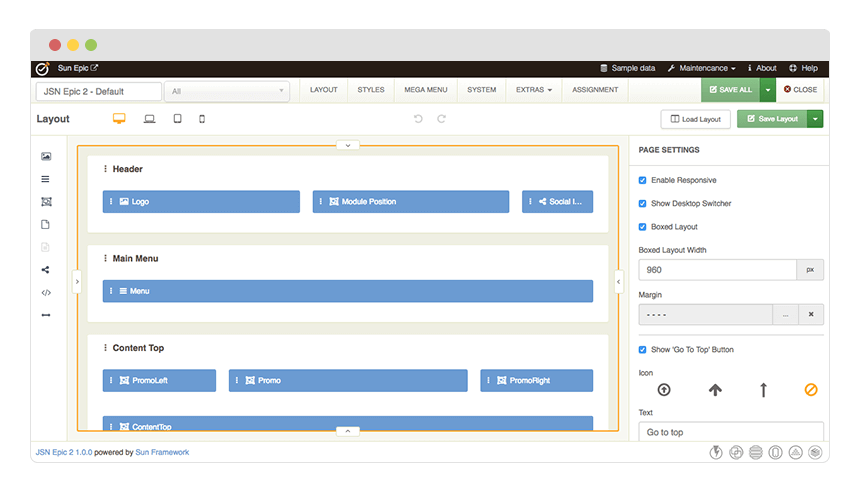 Sun Epic Sample data Maintencance About Help
JSN Epic 2 - Default All LAYOUT STYLES MEGA MENU SYSTEM EXTRAS ASSIGNMENT SAVE ALL CLOSE
Layout Load Layout Save Layout
PAGE SETTINGS
Header
Enable Responsive
Logo Module Position Social I...
Show Desktop Switcher
Boxed Layout
Main Menu
Boxed Layout Width
960 px
Menu
Margin
- - - - ...
Content Top
Show 'Go To Top' Button
Icon
PromoLeft Promo PromoRight
Text
ContentTop
Go to top
JSN Epic 2 1.0.0 powered by Sun Framework